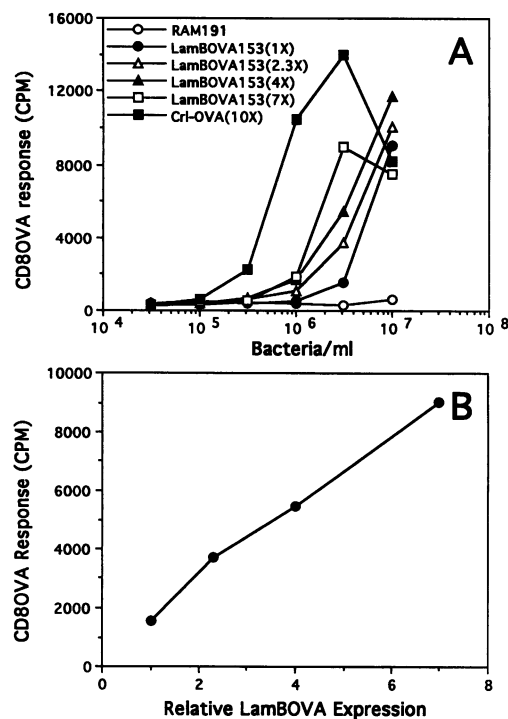 A
RAM191
LamBOVA153(1X)
LamBOVA153(2.3X)
LamBOVA153(4X)
LamBOVA153(7X)
Crl-OVA(10X)
CD8OVA response (CPM)
16000
12000
8000
4000
0
10 4
10 5
10 6
10 7
10 8
Bacteria/ml
B
CD8OVA Response (CPM)
10000
8000
6000
4000
2000
0
0
2
4
6
8
Relative LamBOVA Expression